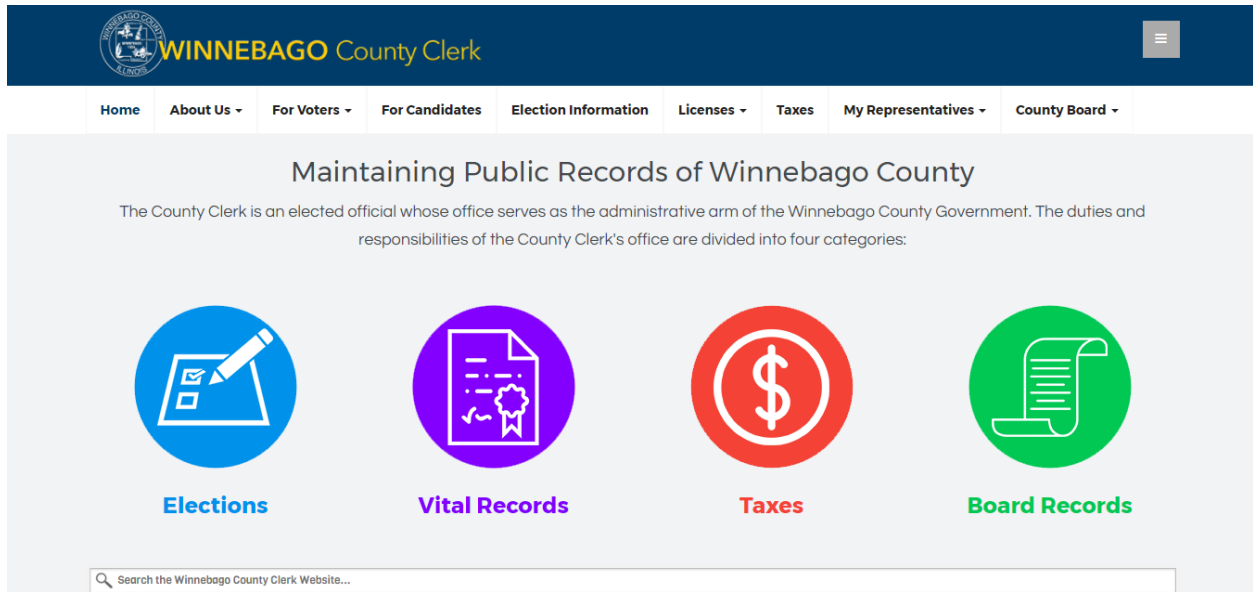 WINNEBAGO COUNTY
ILLINOIS
WINNEBAGO County Clerk
Home About Us For Voters For Candidates Election Information Licenses Taxes My Representatives County Board
Maintaining Public Records of Winnebago County
The County Clerk is an elected official whose office serves as the administrative arm of the Winnebago County Government. The duties and
responsibilities of the County Clerk's office are divided into four categories:
Elections Vital Records Taxes Board Records
Search the Winnebago County Clerk Website...